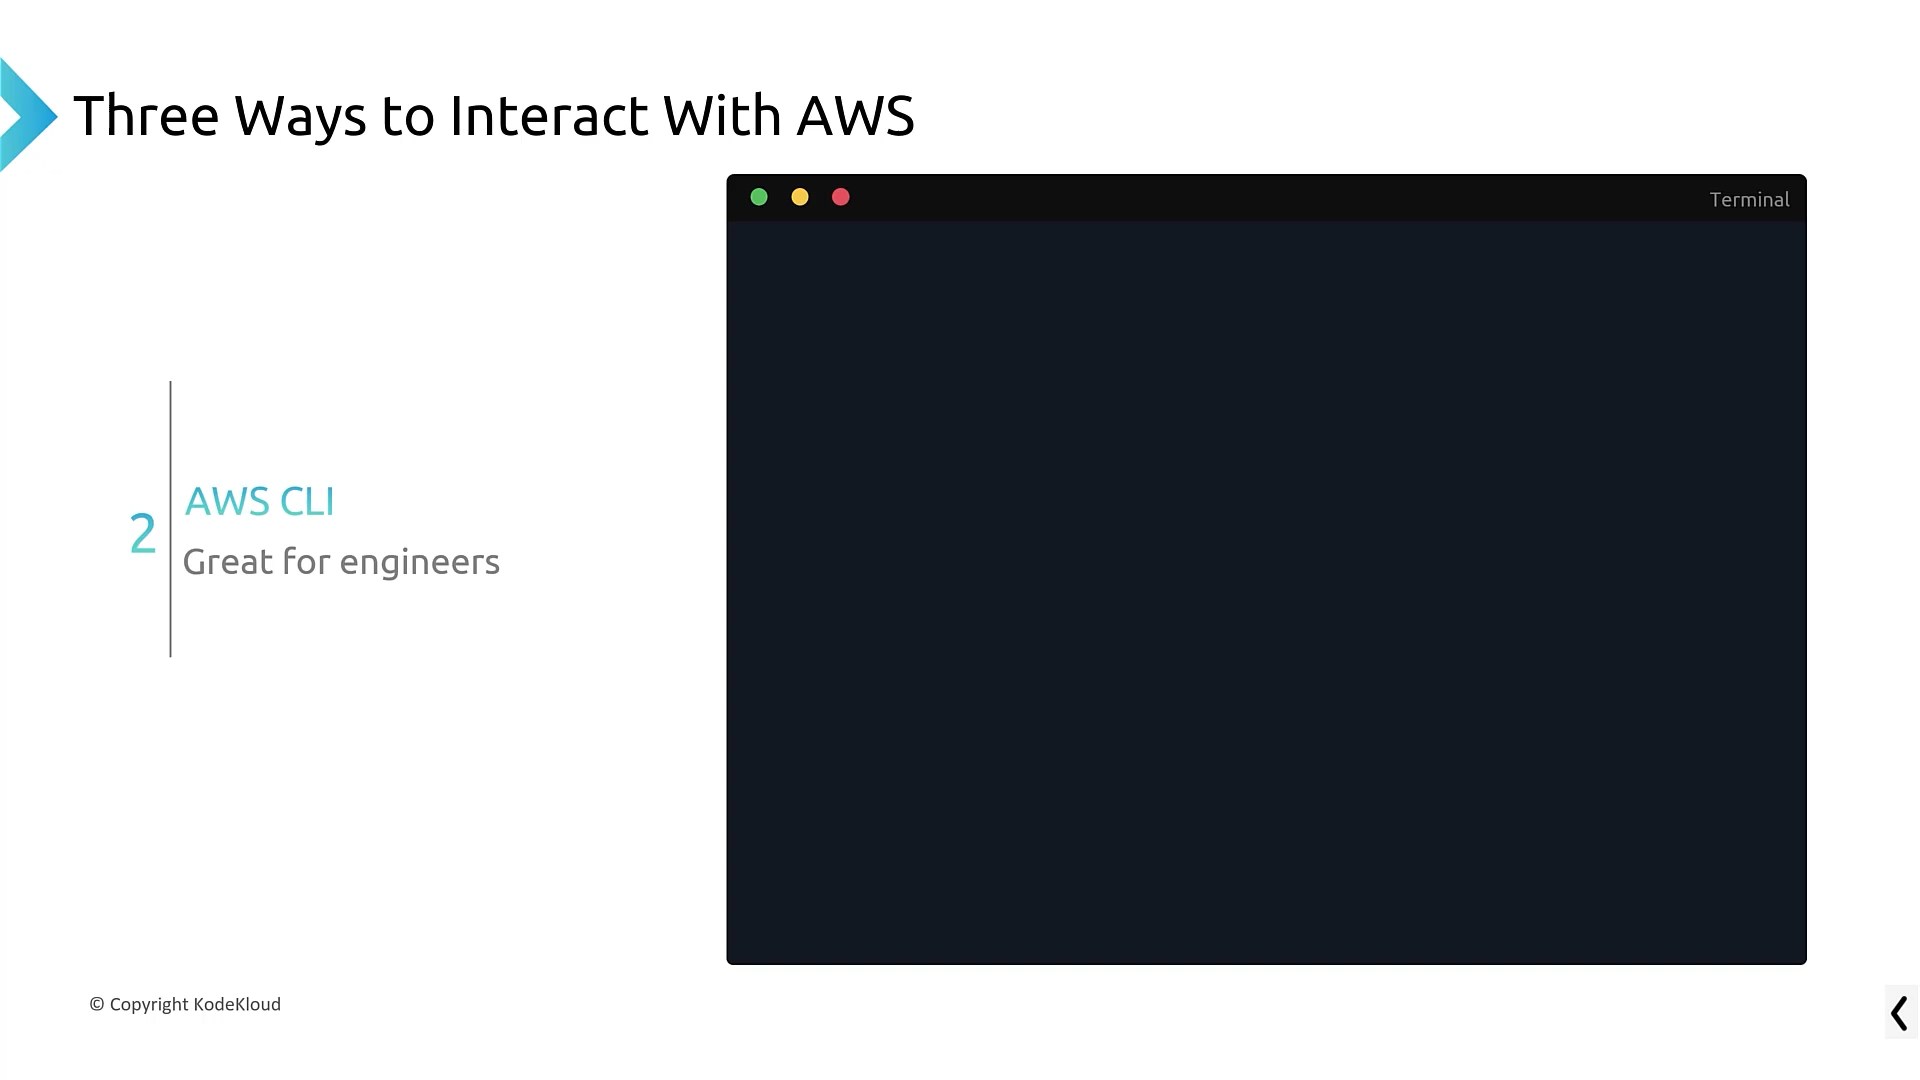 Three Ways to Interact With AWS
Terminal
2
AWS CLI
Great for engineers
© Copyright KodeKloud